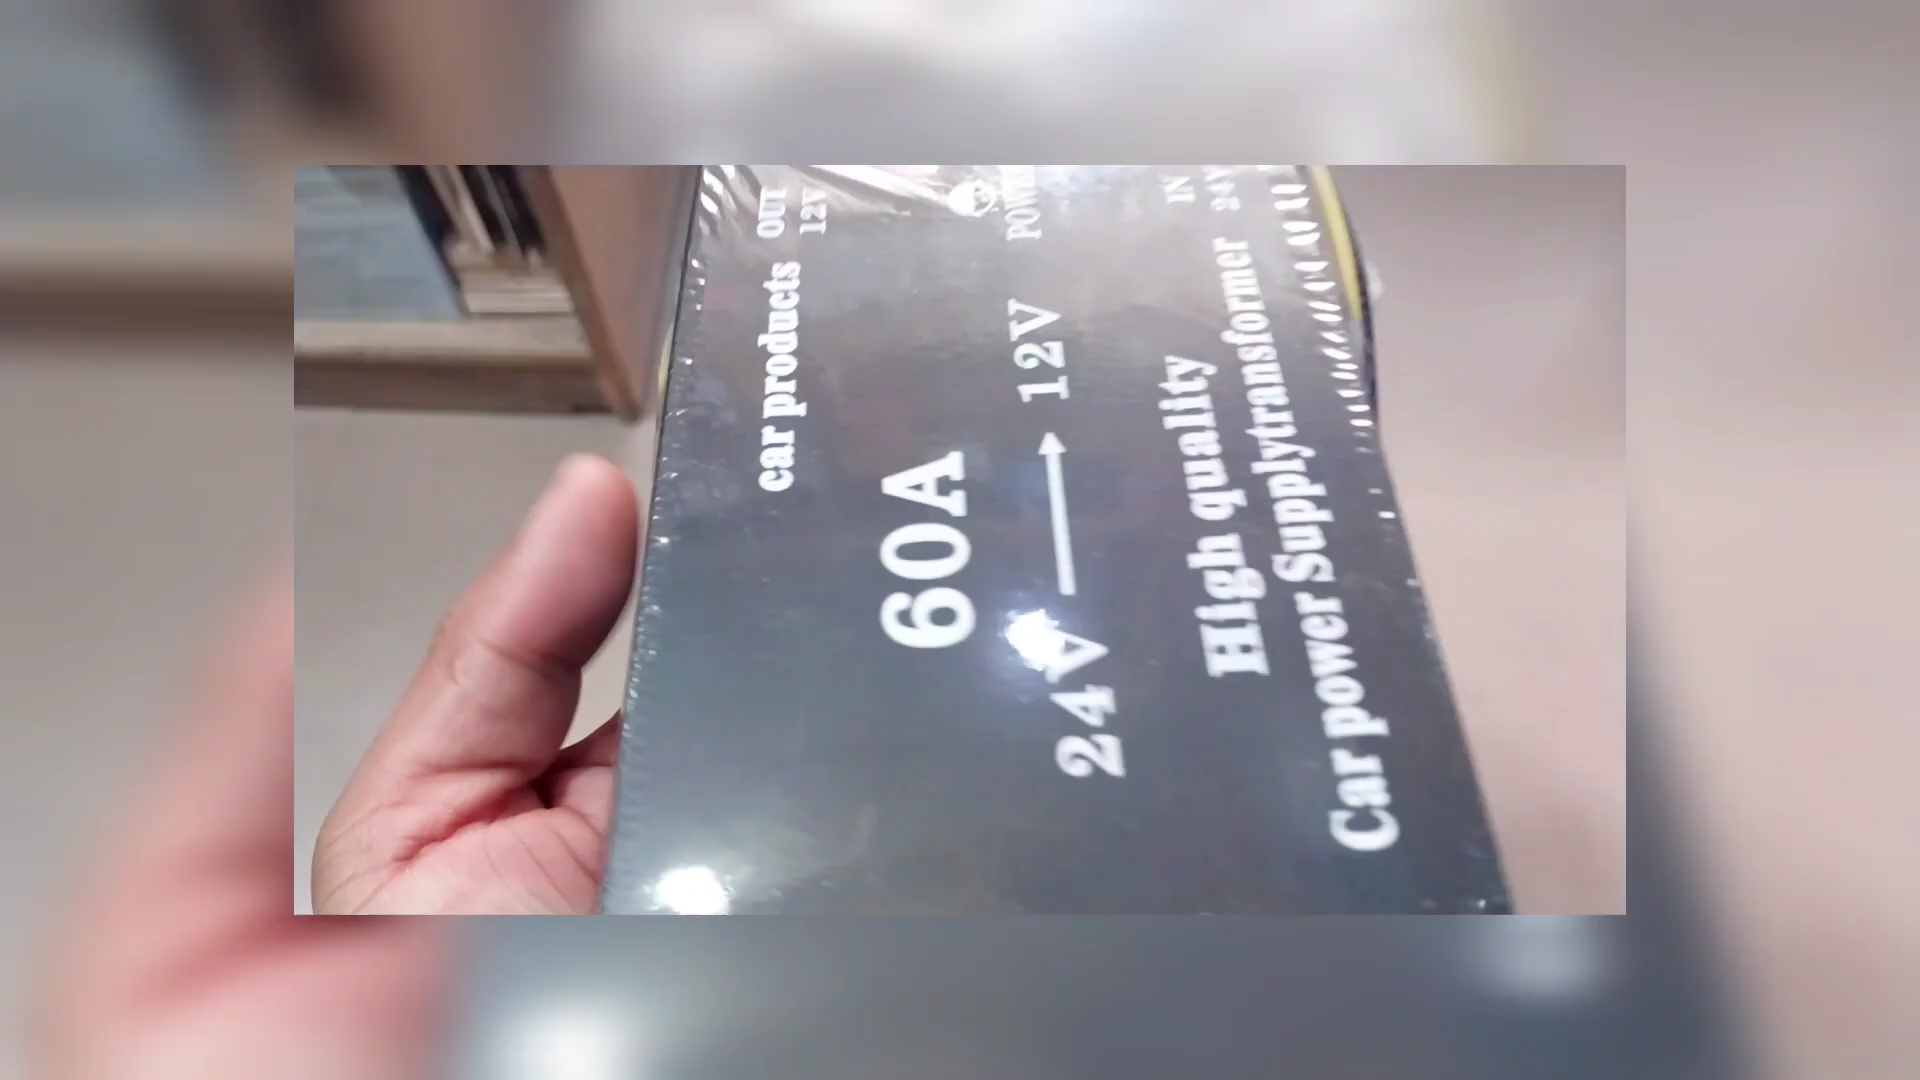 car products
OUT
12V
60A
24V → 12V
POWER
High quality
Car power Supplytransformer
IN
24V